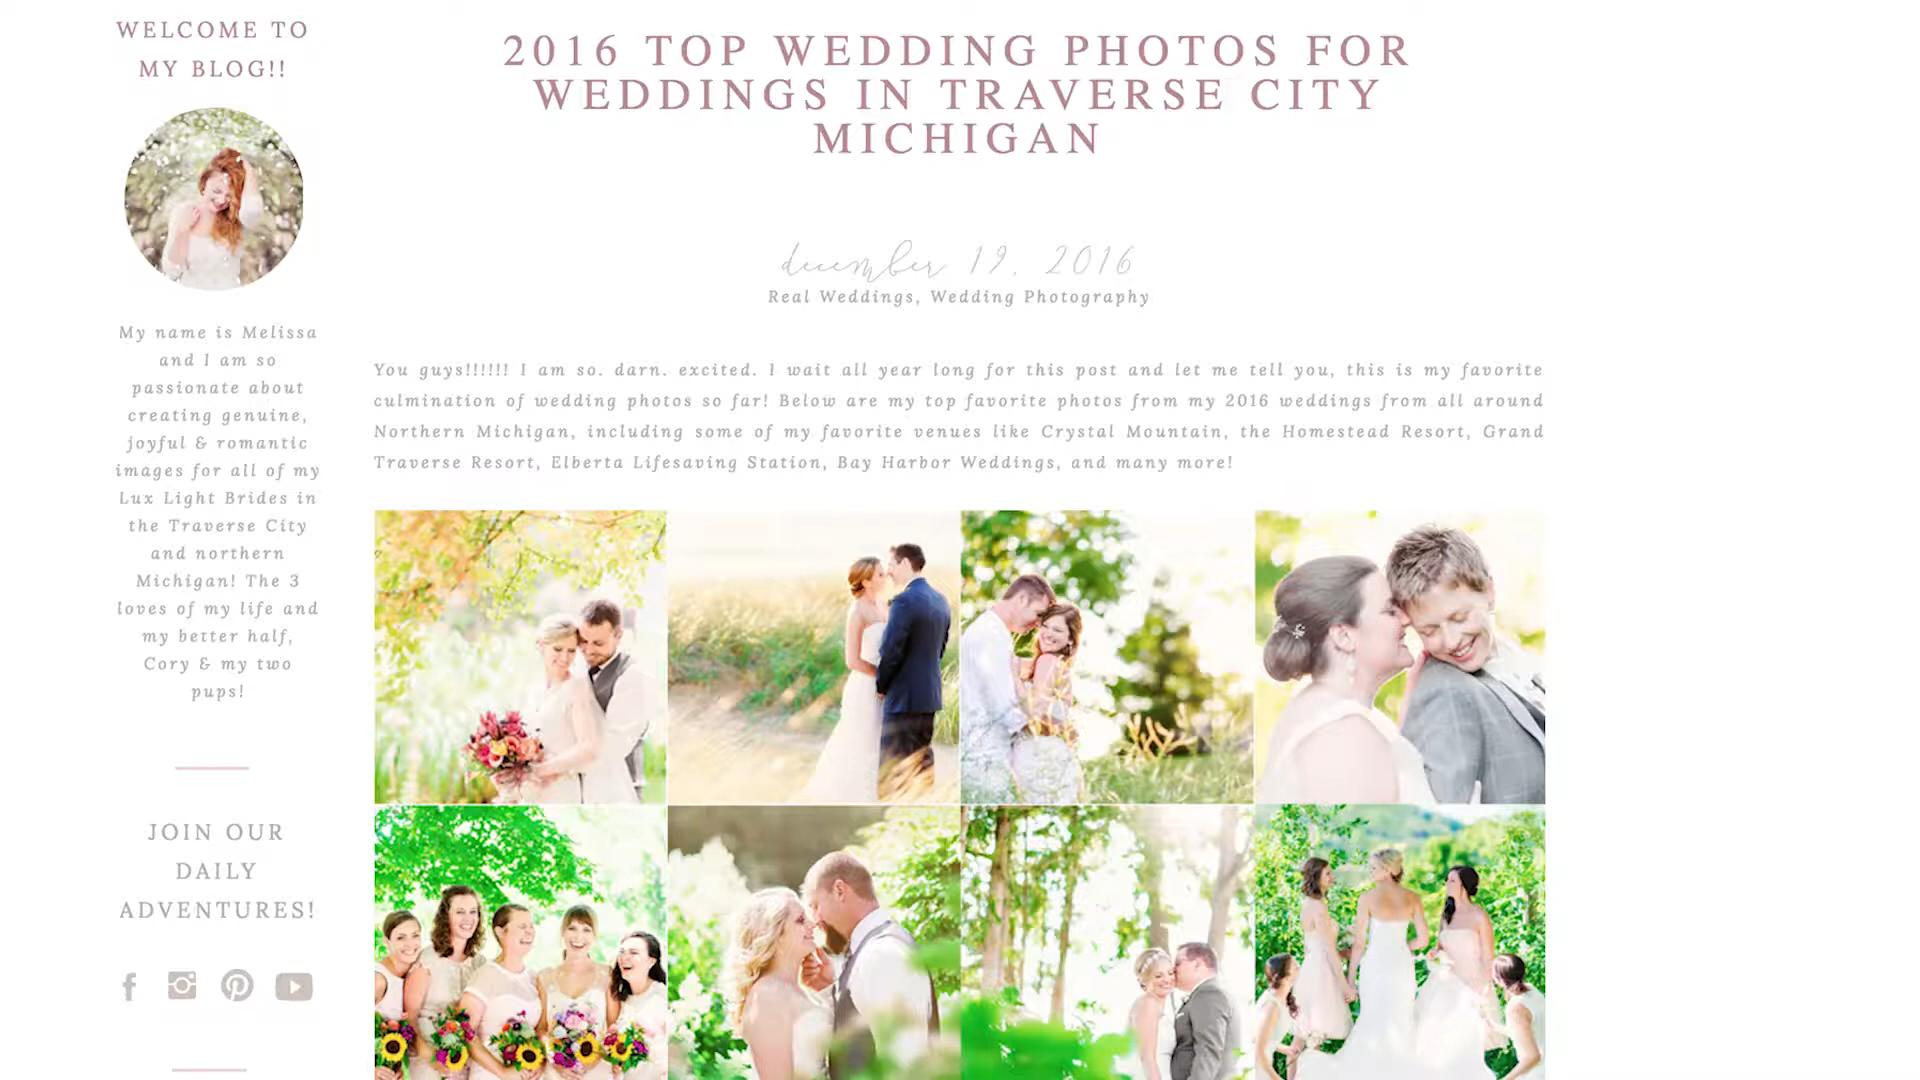 WELCOME TO
MY BLOG!!
My name is Melissa
and I am so
passionate about
creating genuine,
joyful & romantic
images for all of my
Lux Light Brides in
the Traverse City
and northern
Michigan! The 3
loves of my life and
my better half,
Cory & my two
pups!
JOIN OUR
DAILY
ADVENTURES!
2016 TOP WEDDING PHOTOS FOR
WEDDINGS IN TRAVERSE CITY
MICHIGAN
december 19, 2016
Real Weddings, Wedding Photography
You guys!!!!!! I am so. darn. excited. I wait all year long for this post and let me tell you, this is my favorite
culmination of wedding photos so far! Below are my top favorite photos from my 2016 weddings from all around
Northern Michigan, including some of my favorite venues like Crystal Mountain, the Homestead Resort, Grand
Traverse Resort, Elberta Lifesaving Station, Bay Harbor Weddings, and many more!